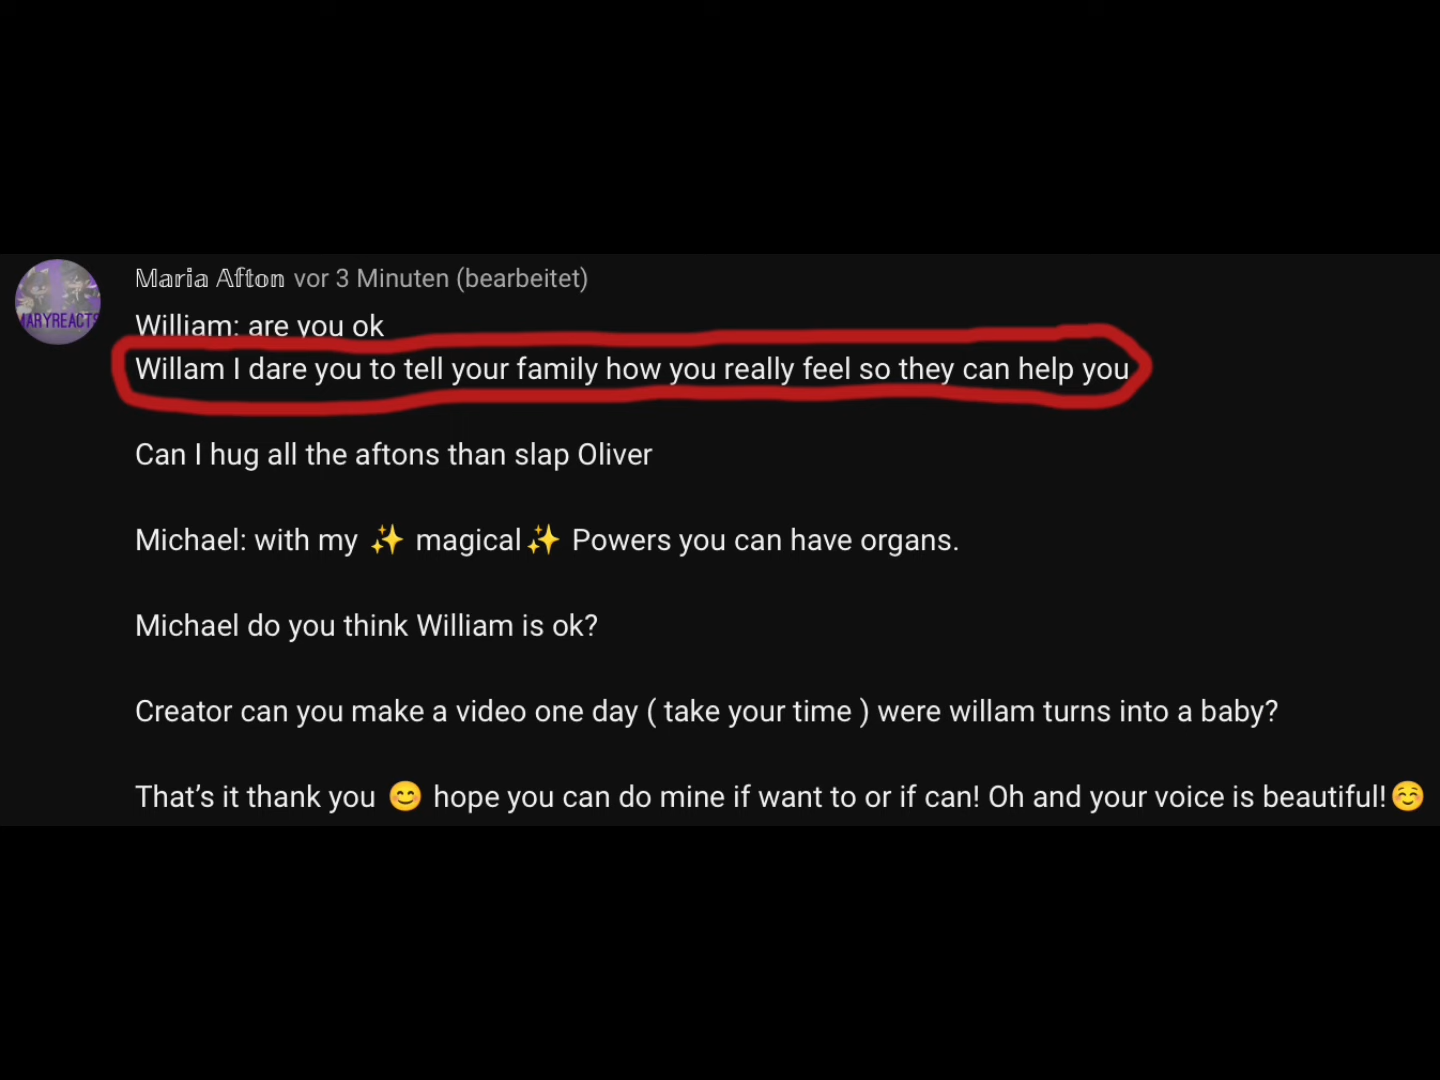 ARYREACTS
𝕄𝕒𝕣𝕚𝕒 𝔸𝕗𝕥𝕠𝕟 vor 3 Minuten (bearbeitet)
William: are you ok
Willam I dare you to tell your family how you really feel so they can help you
Can I hug all the aftons than slap Oliver
Michael: with my ✨ magical✨ Powers you can have organs.
Michael do you think William is ok?
Creator can you make a video one day ( take your time ) were willam turns into a baby?
That’s it thank you 😊 hope you can do mine if want to or if can! Oh and your voice is beautiful!☺️